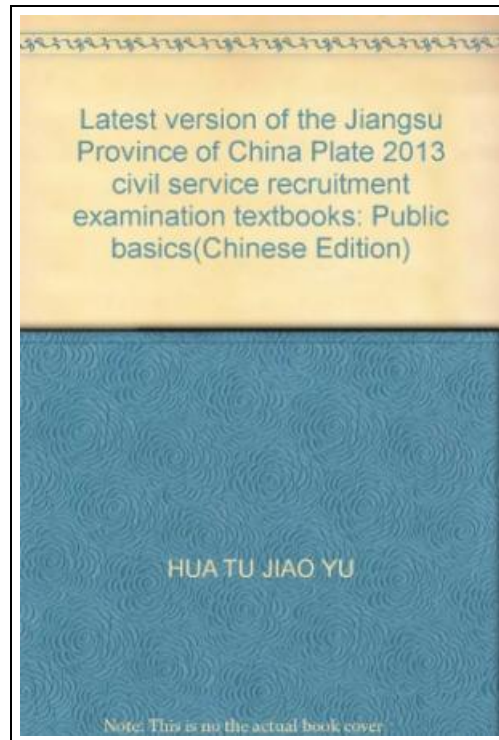 Latest version of the Jiangsu
Province of China Plate 2013
civil service recruitment
examination textbooks: Public
basics(Chinese Edition)
HUA TU JIAO YU
Note: This is no the actual book cover